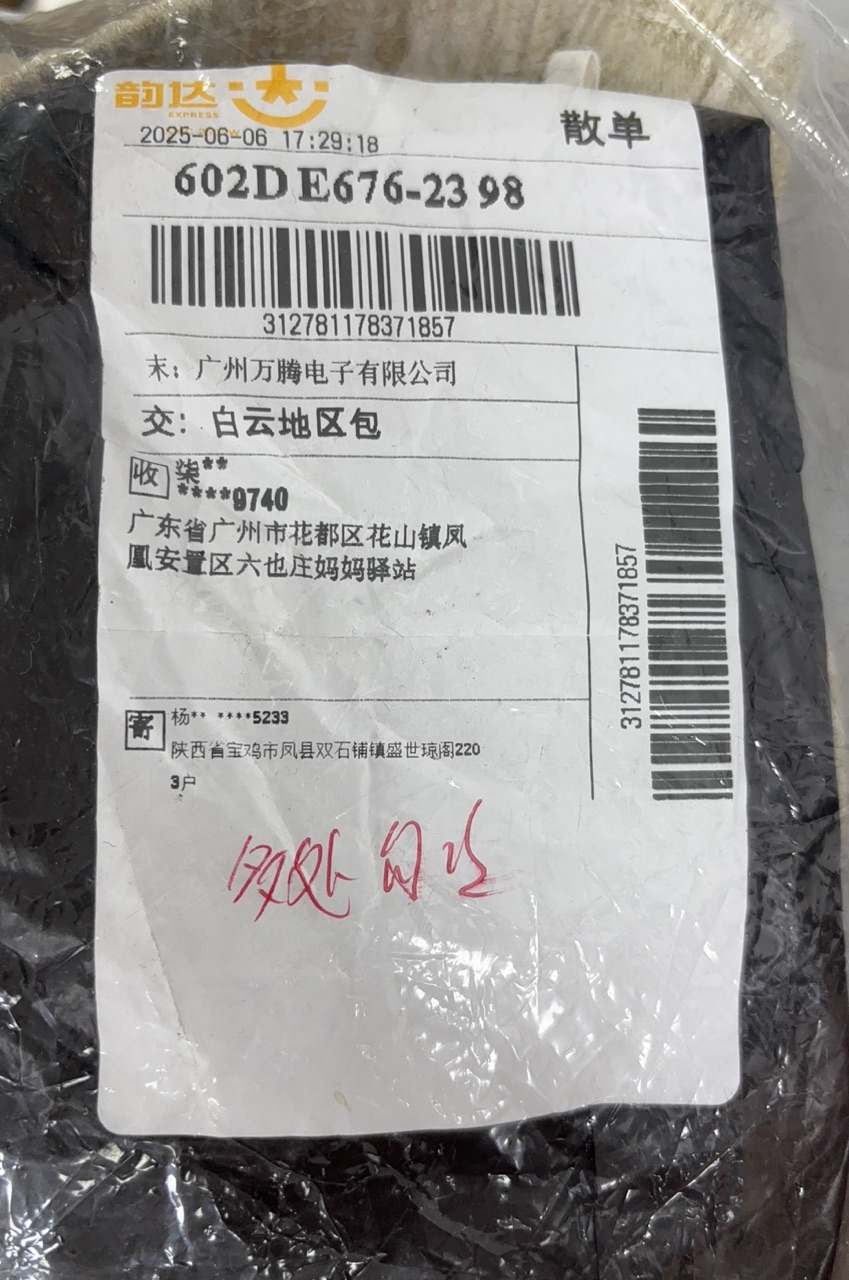 韵达
EXPRESS
2025-06-06 17:29:18
散单
602D E676-23 98
312781178371857
末：广州万腾电子有限公司
交：白云地区包
收 柒**
****9740
广东省广州市花都区花山镇凤
凰安置区六也庄妈妈驿站
312781178371857
寄 杨** ****5233
陕西省宝鸡市凤县双石铺镇盛世琼阁220
3户